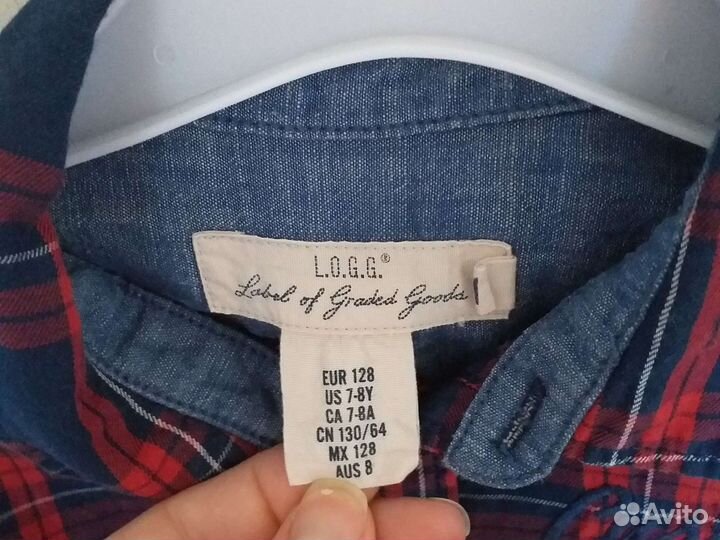 L.O.G.G.®
Label of Graded Goods
EUR 128
US 7-8Y
CA 7-8A
CN 130/64
MX 128
AUS 8
Avito